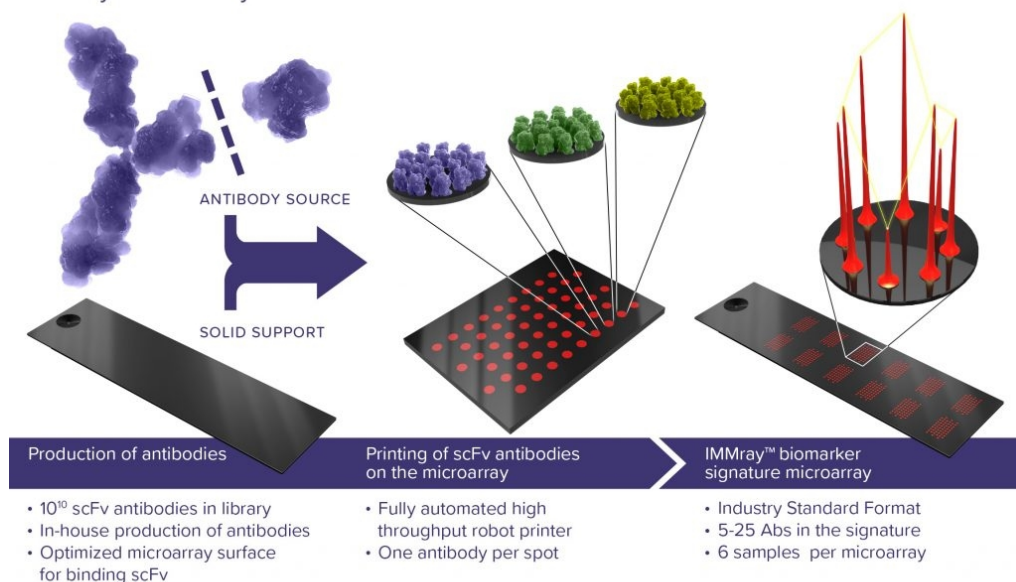 ANTIBODY SOURCE
SOLID SUPPORT
Production of antibodies
• 10¹⁰ scFv antibodies in library
• In-house production of antibodies
• Optimized microarray surface
for binding scFv
Printing of scFv antibodies
on the microarray
• Fully automated high
throughput robot printer
• One antibody per spot
IMMray™ biomarker
signature microarray
• Industry Standard Format
• 5-25 Abs in the signature
• 6 samples per microarray